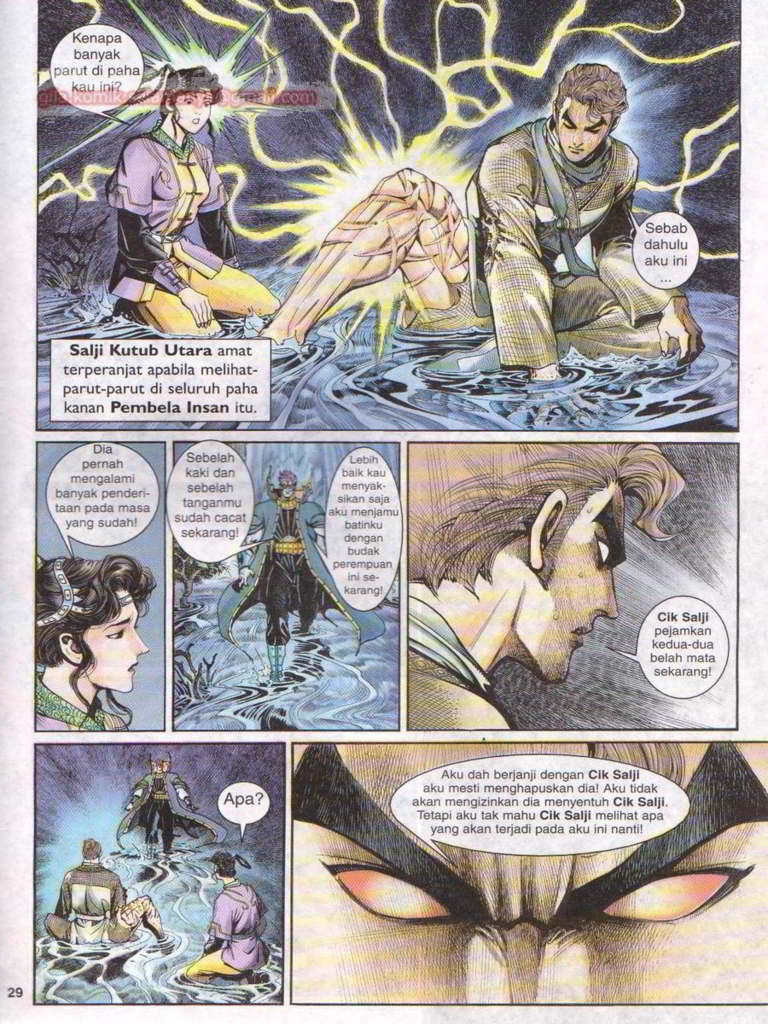 Kenapa
banyak
parut di paha
kau ini?
Sebab
dahulu
aku ini
...
Salji Kutub Utara amat
terperanjat apabila melihat-
parut-parut di seluruh paha
kanan Pembela Insan itu.
Dia
pernah
mengalami
banyak penderi-
taan pada masa
yang sudah!
Sebelah
kaki dan
sebelah
tanganmu
sudah cacat
sekarang!
Lebih
baik kau
menyak-
sikan saja
aku menjamu
batinku
dengan
budak
perempuan
ini se-
karang!
Cik Salji
pejamkan
kedua-dua
belah mata
sekarang!
Apa?
Aku dah berjanji dengan Cik Salji
aku mesti menghapuskan dia! Aku tidak
akan mengizinkan dia menyentuh Cik Salji.
Tetapi aku tak mahu Cik Salji melihat apa
yang akan terjadi pada aku ini nanti!
29